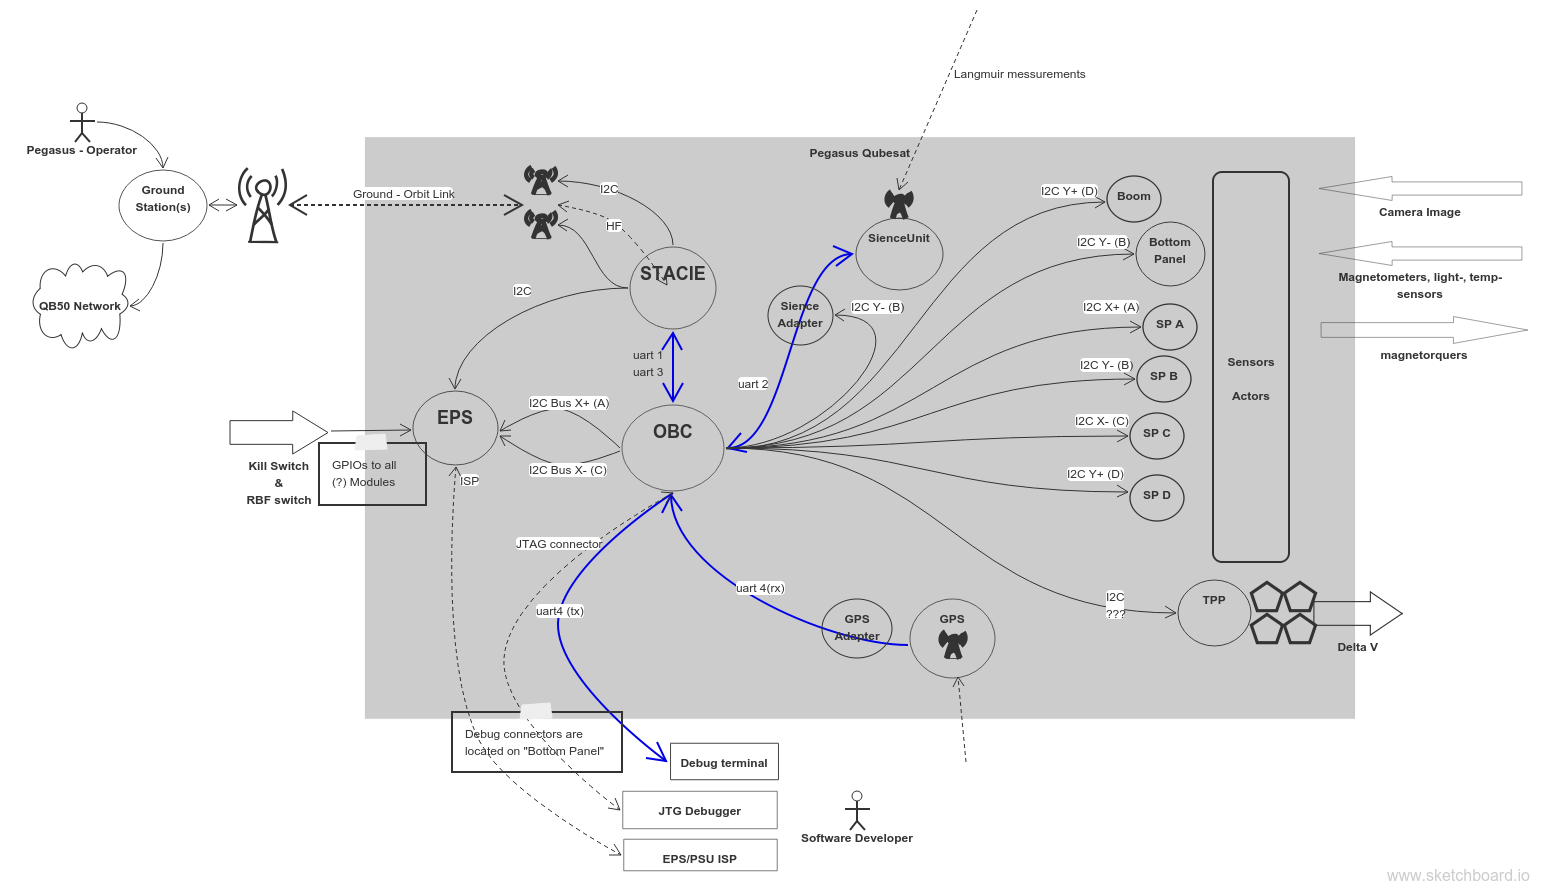 Langmuir messurements
Pegasus - Operator
Pegasus Qubesat
Ground
Station(s)
Ground - Orbit Link
I2C
HF
I2C Y+ (D)
Boom
Camera Image
SienceUnit
I2C Y- (B)
Bottom
Panel
STACIE
Magnetometers, light-, temp-
sensors
QB50 Network
I2C
Sience
Adapter
I2C Y- (B)
I2C X+ (A)
SP A
uart 1
uart 3
magnetorquers
Sensors
Actors
I2C Y- (B)
SP B
uart 2
I2C Bus X+ (A)
EPS
OBC
I2C X- (C)
SP C
Kill Switch
&
RBF switch
GPIOs to all
(?) Modules
ISP
I2C Bus X- (C)
I2C Y+ (D)
SP D
JTAG connector
uart 4(rx)
uart4 (tx)
I2C
???
TPP
GPS
Adapter
GPS
Delta V
Debug connectors are
located on "Bottom Panel"
Debug terminal
JTG Debugger
Software Developer
EPS/PSU ISP
www.sketchboard.io